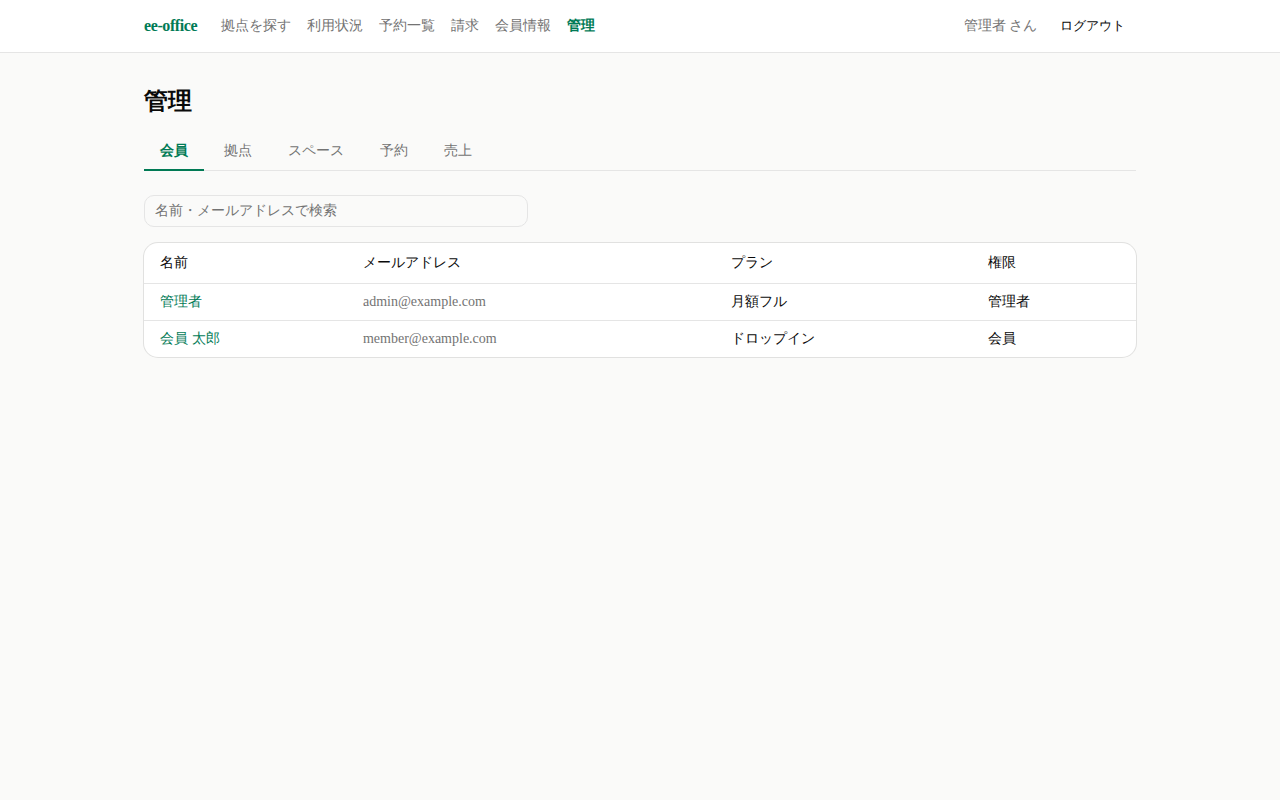 ee-office 拠点を探す 利用状況 予約一覧 請求 会員情報 管理 管理者 さん ログアウト
管理
会員 拠点 スペース 予約 売上
名前・メールアドレスで検索
名前 メールアドレス プラン 権限
管理者 admin@example.com 月額フル 管理者
会員 太郎 member@example.com ドロップイン 会員